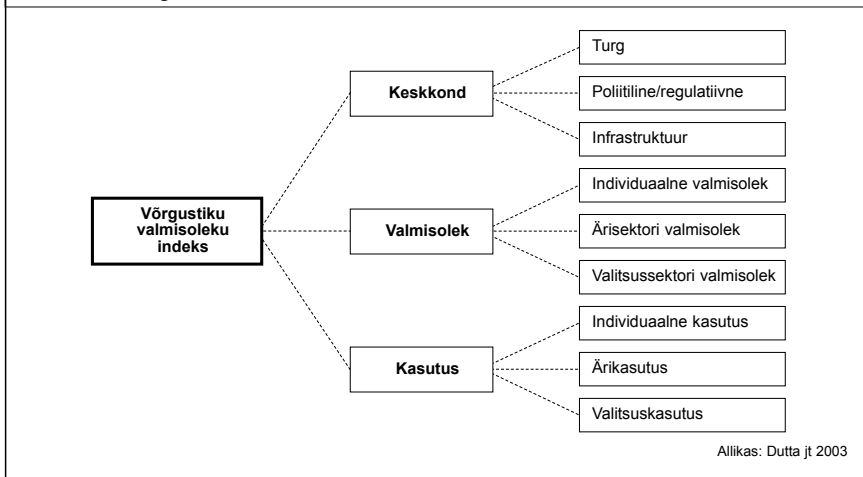 Turg
Keskkond
Poliitiline/regulatiivne
Infrastruktuur
Võrgustiku
valmisoleku
indeks
Individuaalne valmisolek
Valmisolek
Ärisektori valmisolek
Valitsussektori valmisolek
Individuaalne kasutus
Kasutus
Ärikasutus
Valitsuskasutus
Allikas: Dutta jt 2003